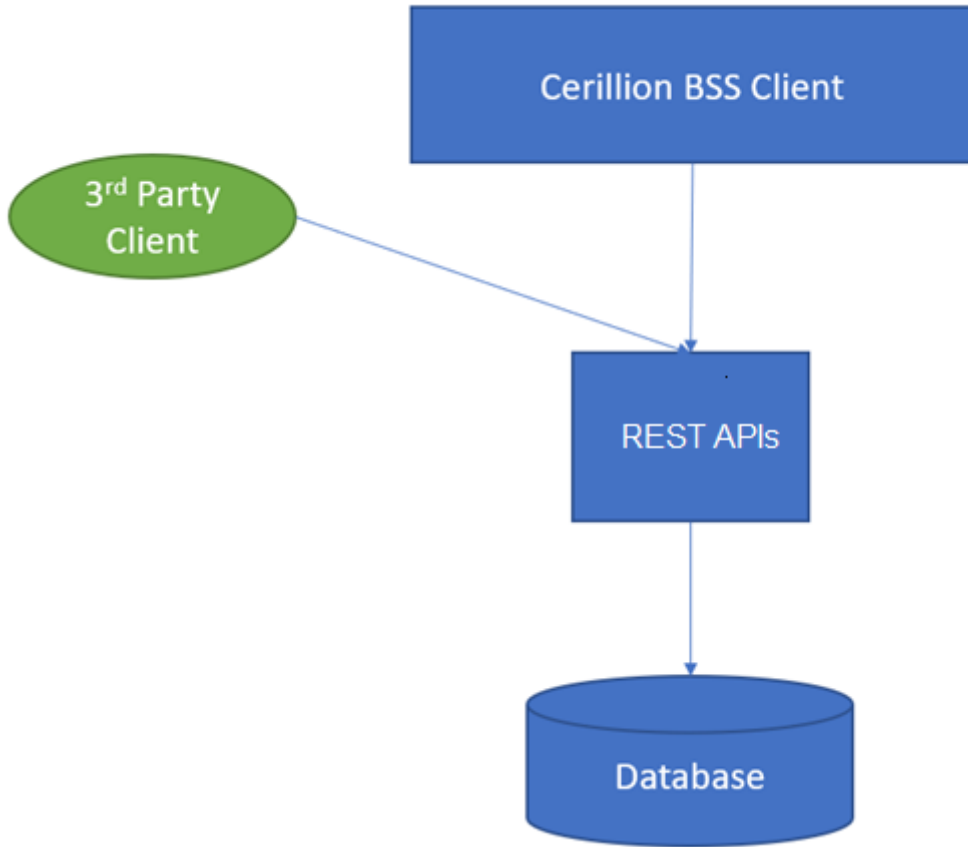 Cerillion BSS Client
3rd Party
Client
REST APIs
Database